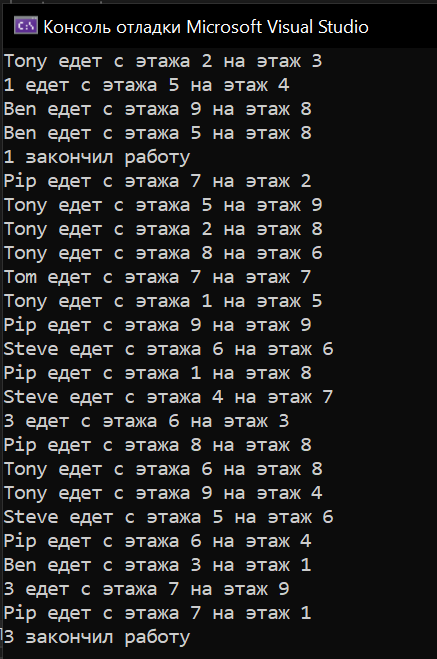 Консоль отладки Microsoft Visual Studio
Tony едет с этажа 2 на этаж 3
1 едет с этажа 5 на этаж 4
Ben едет с этажа 9 на этаж 8
Ben едет с этажа 5 на этаж 8
1 закончил работу
Pip едет с этажа 7 на этаж 2
Tony едет с этажа 5 на этаж 9
Tony едет с этажа 2 на этаж 8
Tony едет с этажа 8 на этаж 6
Tom едет с этажа 7 на этаж 7
Tony едет с этажа 1 на этаж 5
Pip едет с этажа 9 на этаж 9
Steve едет с этажа 6 на этаж 6
Pip едет с этажа 1 на этаж 8
Steve едет с этажа 4 на этаж 7
3 едет с этажа 6 на этаж 3
Pip едет с этажа 8 на этаж 8
Tony едет с этажа 6 на этаж 8
Tony едет с этажа 9 на этаж 4
Steve едет с этажа 5 на этаж 6
Pip едет с этажа 6 на этаж 4
Ben едет с этажа 3 на этаж 1
3 едет с этажа 7 на этаж 9
Pip едет с этажа 7 на этаж 1
3 закончил работу